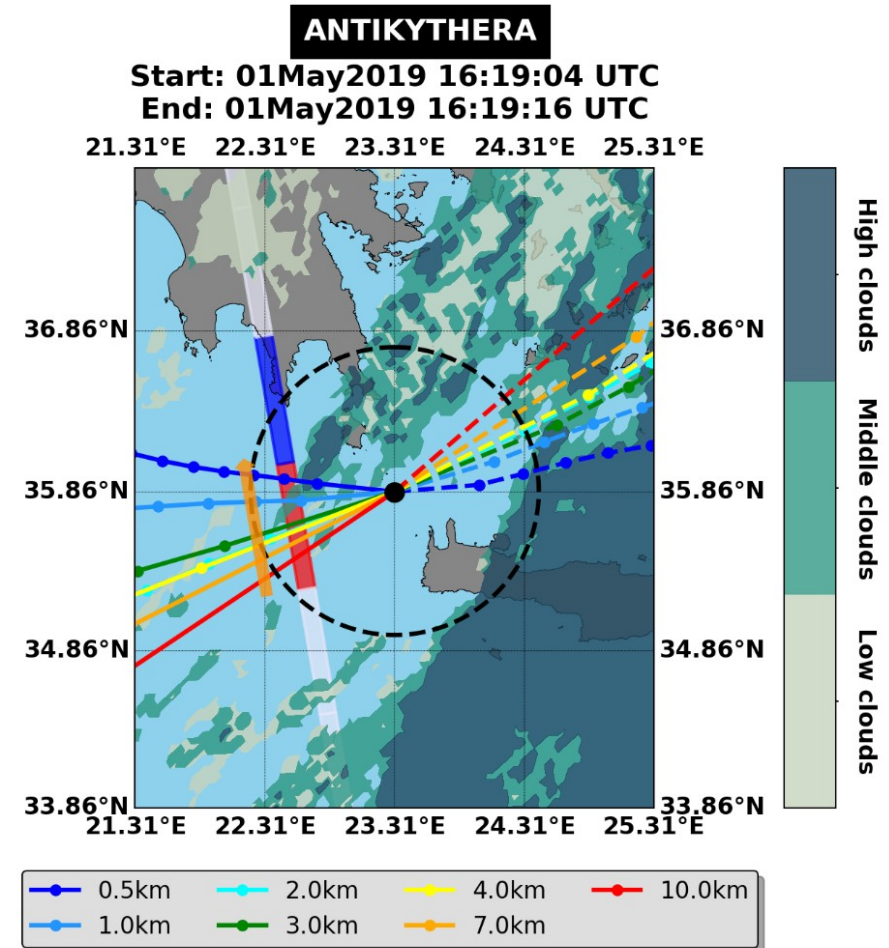 ANTIKYTHERA
Start: 01May2019 16:19:04 UTC
End: 01May2019 16:19:16 UTC
21.31°E 22.31°E 23.31°E 24.31°E 25.31°E
36.86°N 36.86°N
35.86°N 35.86°N
34.86°N 34.86°N
33.86°N 33.86°N
21.31°E 22.31°E 23.31°E 24.31°E 25.31°E
High clouds
Middle clouds
Low clouds
0.5km 2.0km 4.0km 10.0km
1.0km 3.0km 7.0km